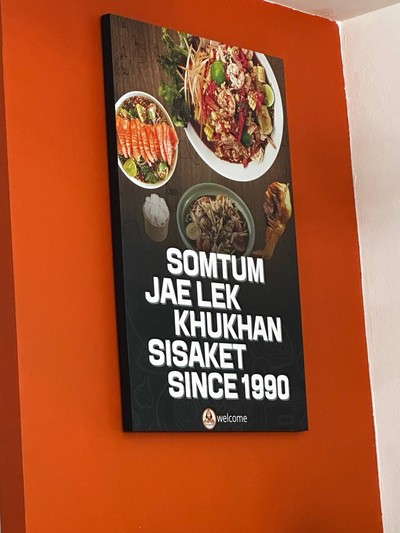 SOMTUM
JAE LEK
KHUKHAN
SISAKET
SINCE 1990
welcome